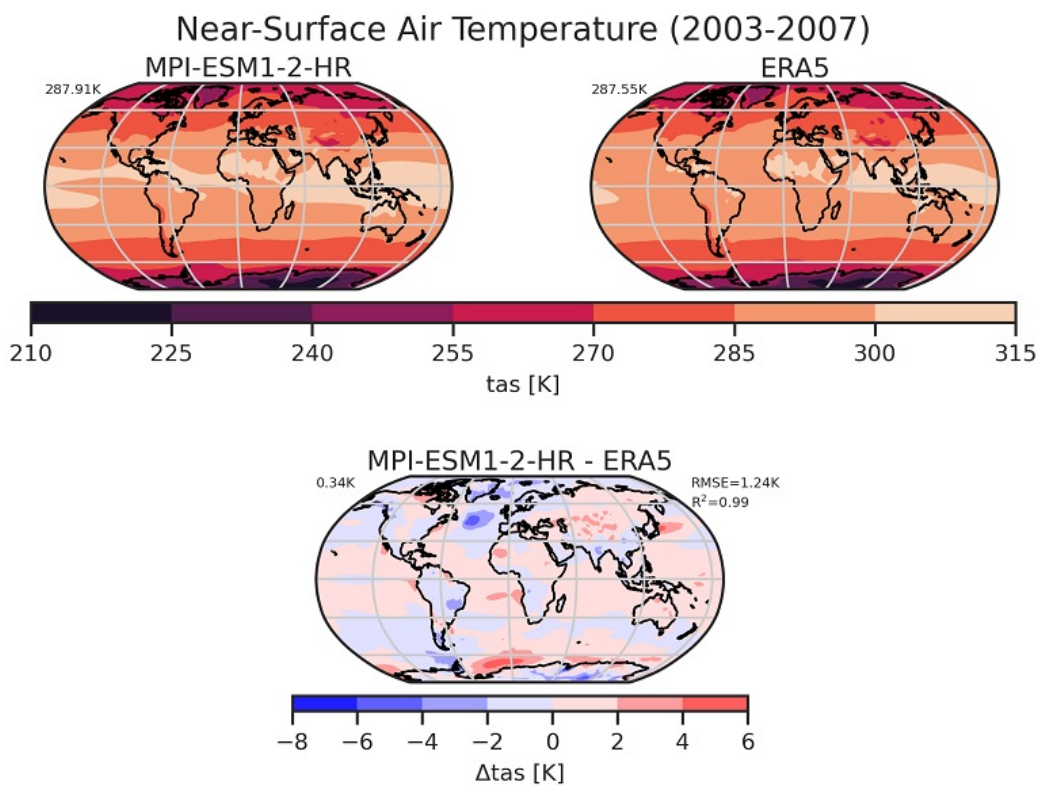 Near-Surface Air Temperature (2003-2007)
MPI-ESM1-2-HR
ERA5
287.91K
287.55K
210 225 240 255 270 285 300 315
tas [K]
MPI-ESM1-2-HR - ERA5
0.34K
RMSE=1.24K
R²=0.99
−8 −6 −4 −2 0 2 4 6
Δtas [K]